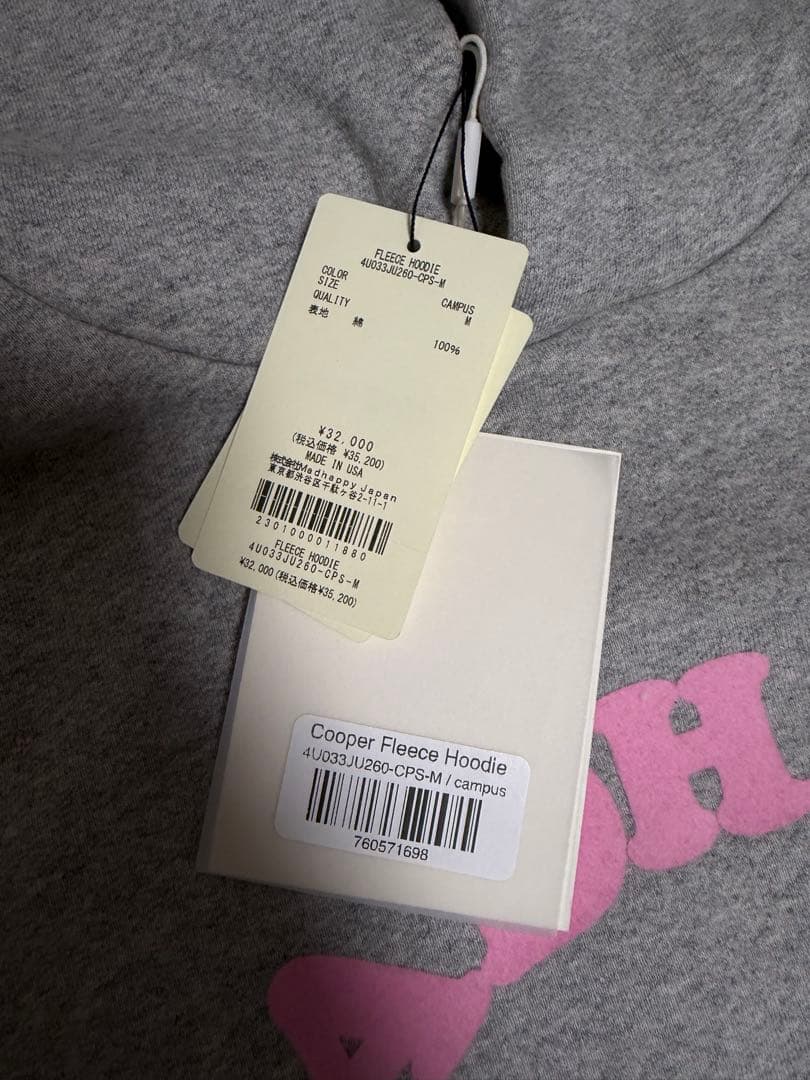 FLEECE HOODIE
4U033JU260-CPS-M
COLOR CAMPUS
SIZE M
QUALITY
表地 綿 100%
¥32,000
(税込価格 ¥35,200)
MADE IN USA
株式会社Madhappy Japan
東京都渋谷区千駄ヶ谷2-11-1
2301000011880
FLEECE HOODIE
4U033JU260-CPS-M
¥32,000(税込価格¥35,200)
Cooper Fleece Hoodie
4U033JU260-CPS-M / campus
760571698